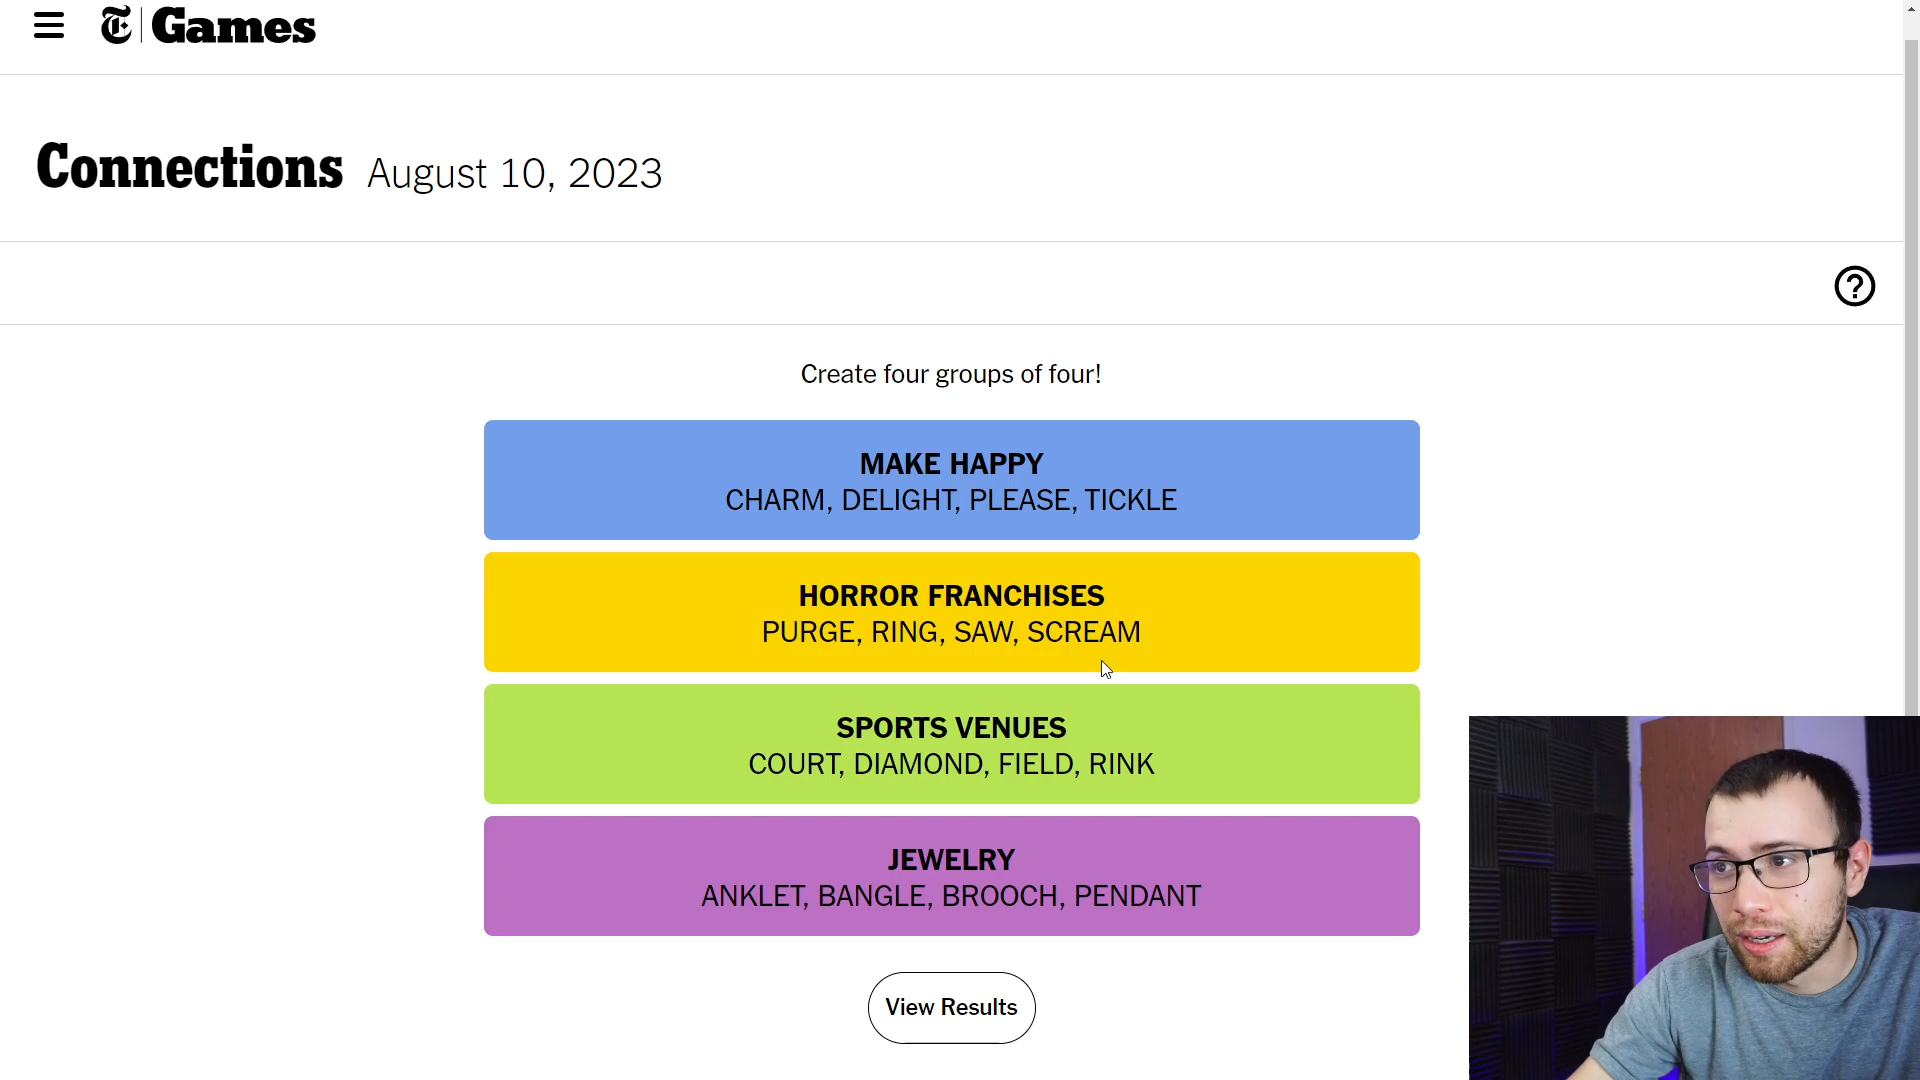 T Games
Connections August 10, 2023
Create four groups of four!
MAKE HAPPY
CHARM, DELIGHT, PLEASE, TICKLE
HORROR FRANCHISES
PURGE, RING, SAW, SCREAM
SPORTS VENUES
COURT, DIAMOND, FIELD, RINK
JEWELRY
ANKLET, BANGLE, BROOCH, PENDANT
View Results